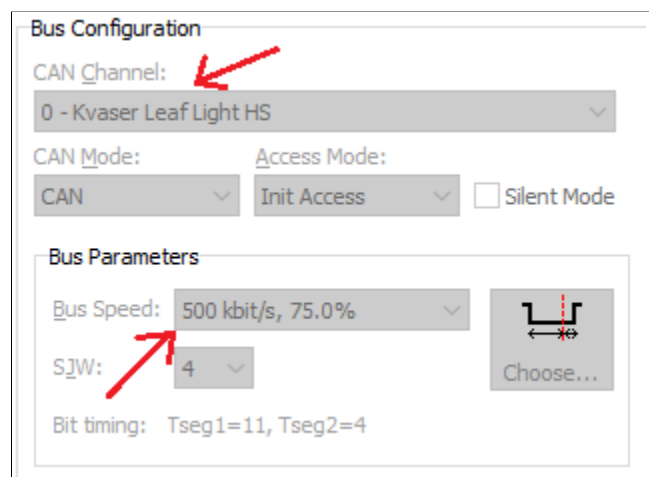 Bus Configuration
CAN Channel:
0 - Kvaser Leaf Light HS
CAN Mode:
Access Mode:
CAN
Init Access
Silent Mode
Bus Parameters
Bus Speed: 500 kbit/s, 75.0%
SJW: 4
Choose...
Bit timing: Tseg1=11, Tseg2=4